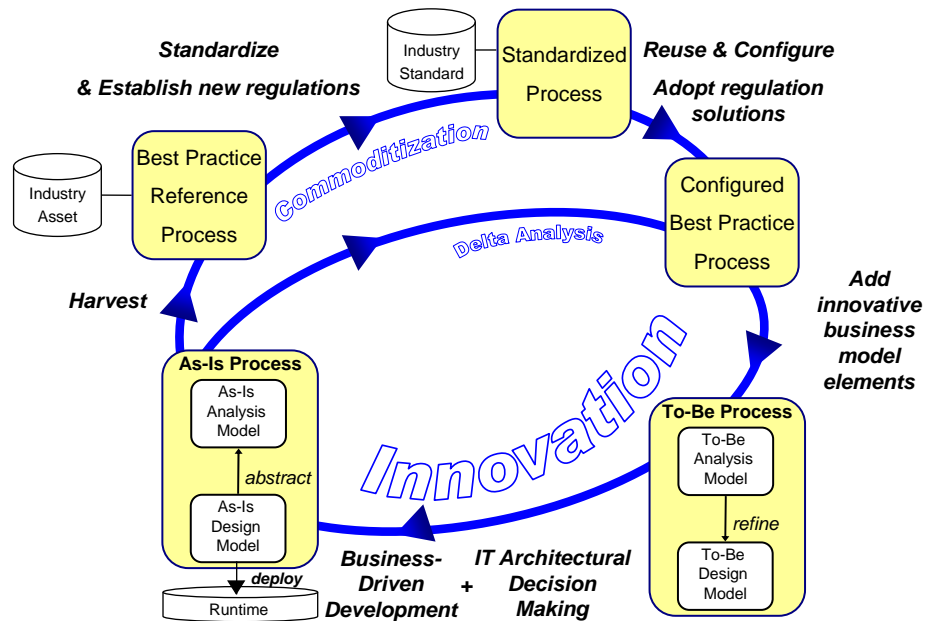 Standardize
& Establish new regulations
Industry
Standard
Standardized
Process
Reuse & Configure
Adopt regulation
solutions
Best Practice
Reference
Process
Industry
Asset
Commoditization
Configured
Best Practice
Process
Delta Analysis
Harvest
Add
innovative
business
model
elements
Innovation
As-Is Process
As-Is
Analysis
Model
abstract
As-Is
Design
Model
deploy
Runtime
To-Be Process
To-Be
Analysis
Model
refine
To-Be
Design
Model
Business-
Driven
Development
+
IT Architectural
Decision
Making